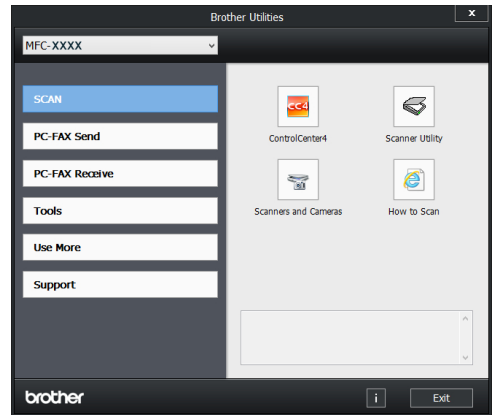 Brother Utilities
x
MFC-XXXX
SCAN
PC-FAX Send
PC-FAX Receive
Tools
Use More
Support
CC4
ControlCenter4
Scanner Utility
Scanners and Cameras
How to Scan
brother
i
Exit